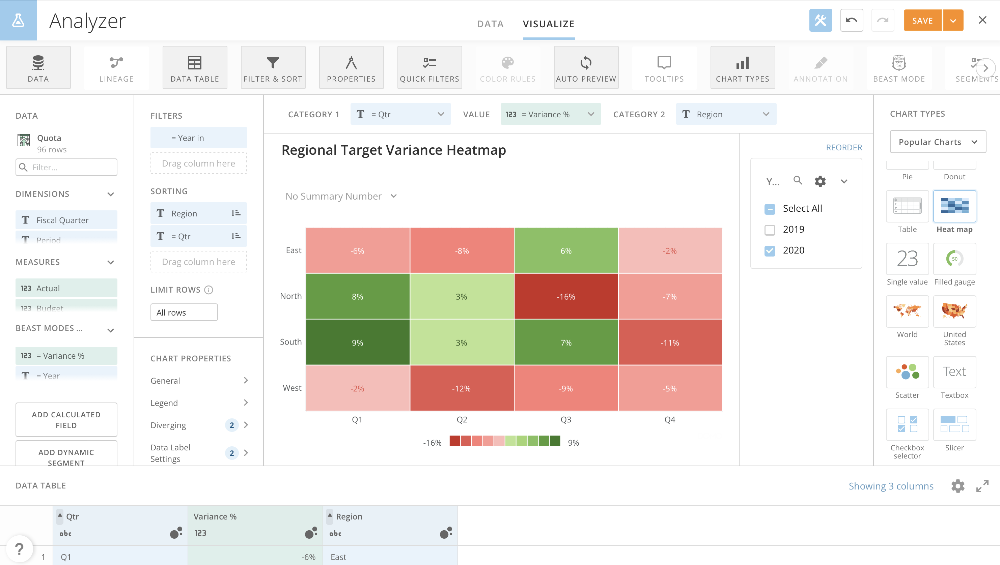 Analyzer
DATA
VISUALIZE
SAVE
DATA
LINEAGE
DATA TABLE
FILTER & SORT
PROPERTIES
QUICK FILTERS
COLOR RULES
AUTO PREVIEW
TOOLTIPS
CHART TYPES
ANNOTATION
BEAST MODE
SEGMENTS
DATA
Quota
96 rows
Filter...
DIMENSIONS
T Fiscal Quarter
T Period
MEASURES
123 Actual
123 Budget
BEAST MODES ...
123 = Variance %
T = Year
ADD CALCULATED
FIELD
ADD DYNAMIC
SEGMENT
FILTERS
= Year in
Drag column here
SORTING
T Region
T = Qtr
Drag column here
LIMIT ROWS
All rows
CHART PROPERTIES
General
Legend
Diverging 2
Data Label
Settings 2
CATEGORY 1 T = Qtr
VALUE 123 = Variance %
CATEGORY 2 T Region
Regional Target Variance Heatmap
No Summary Number
East -6% -8% 6% -2%
North 8% 3% -16% -7%
South 9% 3% 7% -11%
West -2% -12% -9% -5%
Q1 Q2 Q3 Q4
-16% 9%
REORDER
Y...
Select All
2019
2020
CHART TYPES
Popular Charts
Pie Donut
Table Heat map
23 50
Single value Filled gauge
World United
States
Text
Scatter Textbox
Checkbox
selector
Slicer
DATA TABLE
Showing 3 columns
Qtr Variance % Region
abc 123 abc
1 Q1 -6% East
?